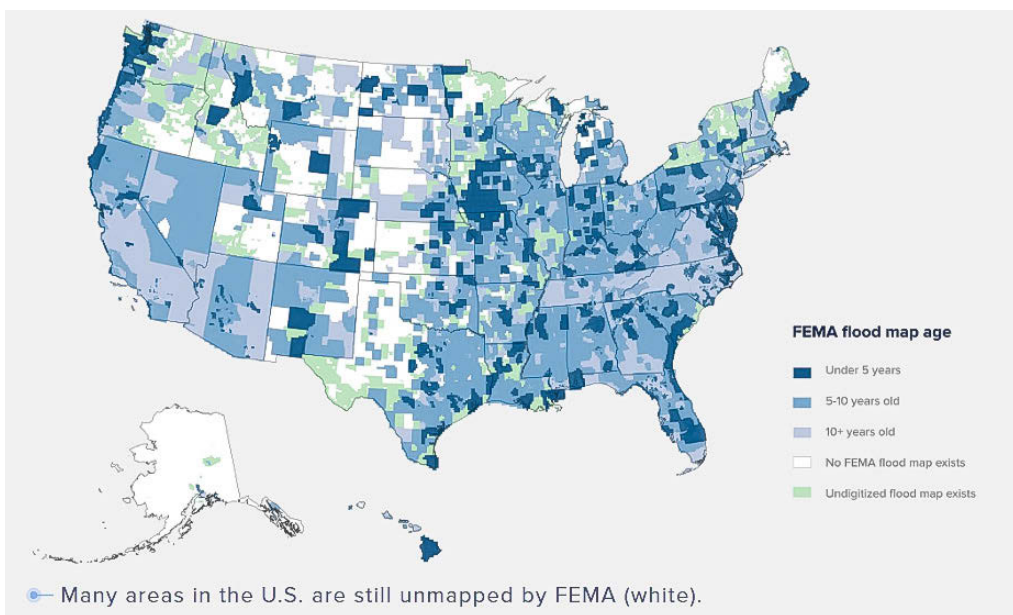 FEMA flood map age
Under 5 years
5-10 years old
10+ years old
No FEMA flood map exists
Undigitized flood map exists
Many areas in the U.S. are still unmapped by FEMA (white).